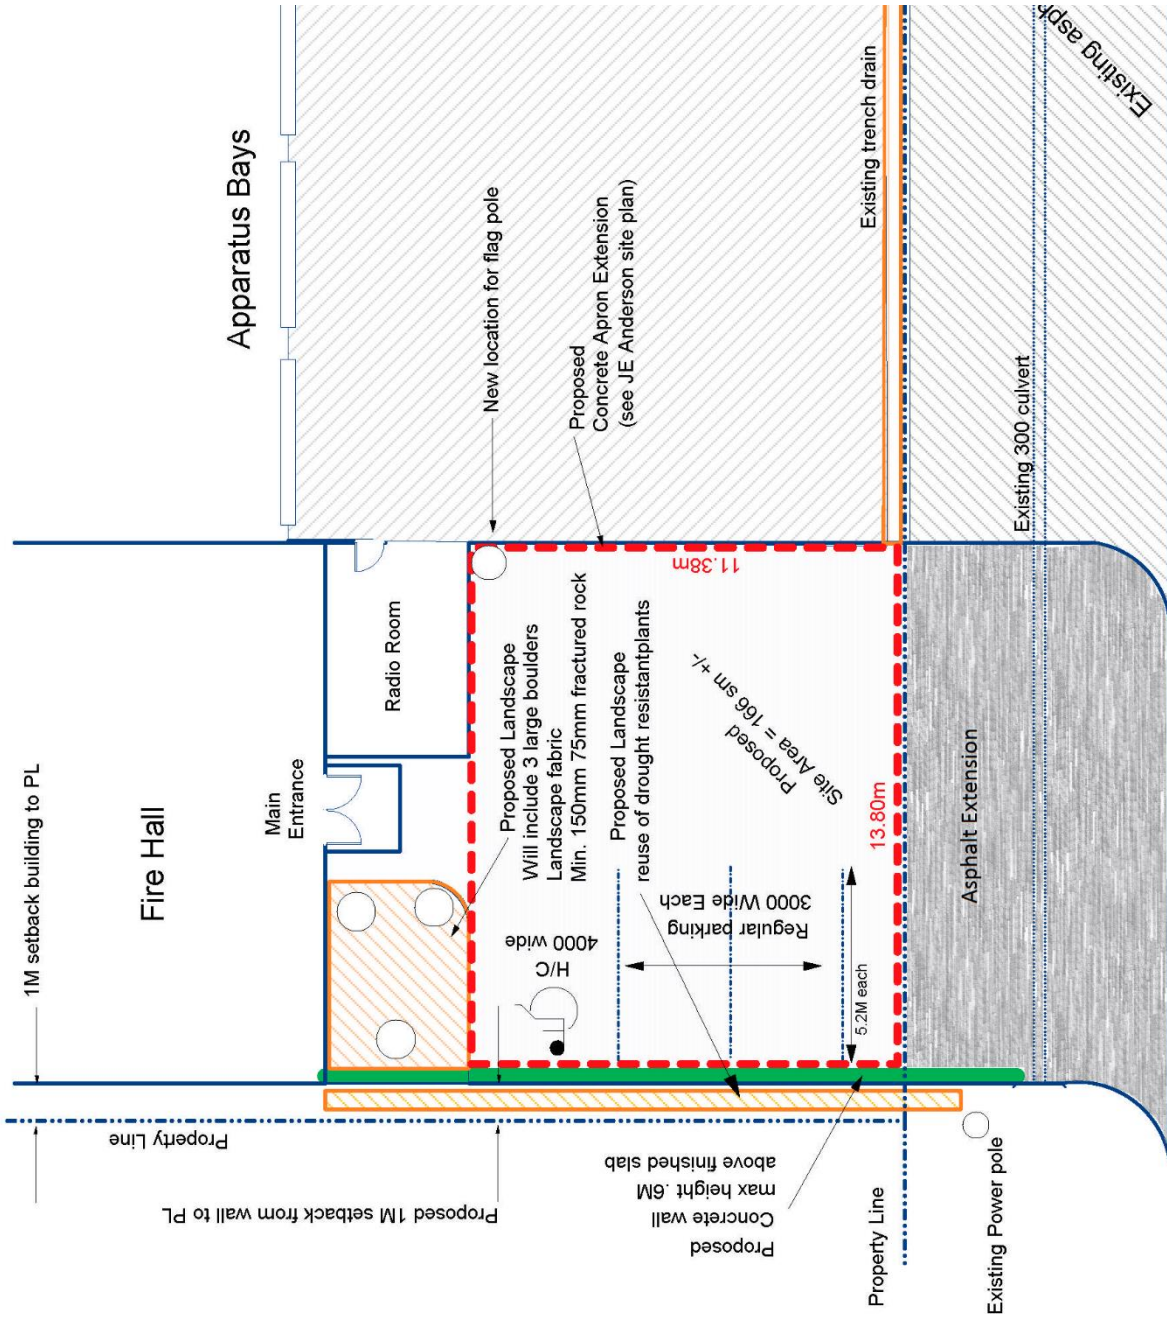 1M setback building to PL
Fire Hall
Apparatus Bays
Main
Entrance
Radio Room
New location for flag pole
Proposed
Concrete Apron Extension
(see JE Anderson site plan)
Existing trench drain
Existing asph
Proposed Landscape
Will include 3 large boulders
Landscape fabric
Min. 150mm 75mm fractured rock
11.38m
Proposed Landscape
reuse of drought resistantplants
Proposed
Site Area = 166 sm +/-
13.80m
H/C
4000 wide
Regular parking
3000 Wide Each
5.2M each
Asphalt Extension
Existing 300 culvert
Property Line
Proposed 1M setback from wall to PL
Proposed
Concrete wall
max height .6M
above finished slab
Property Line
Existing Power pole